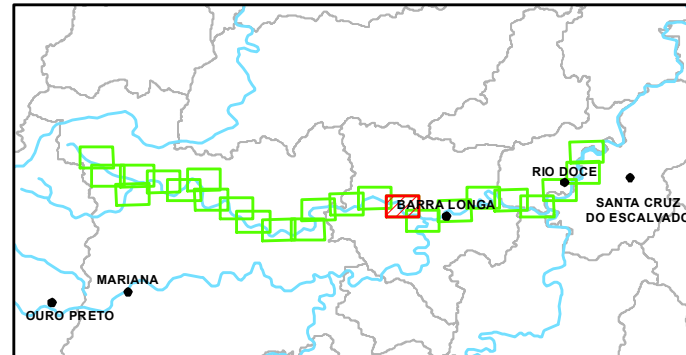 RIO DOCE
BARRA LONGA
SANTA CRUZ
DO ESCALVADO
MARIANA
OURO PRETO